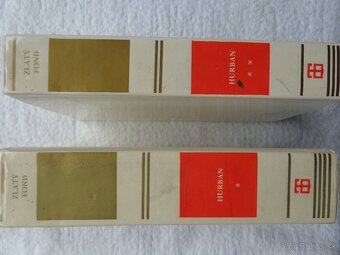 ZLATÝ
FOND
HURBAN
* *
ZLATÝ
FOND
HURBAN
*